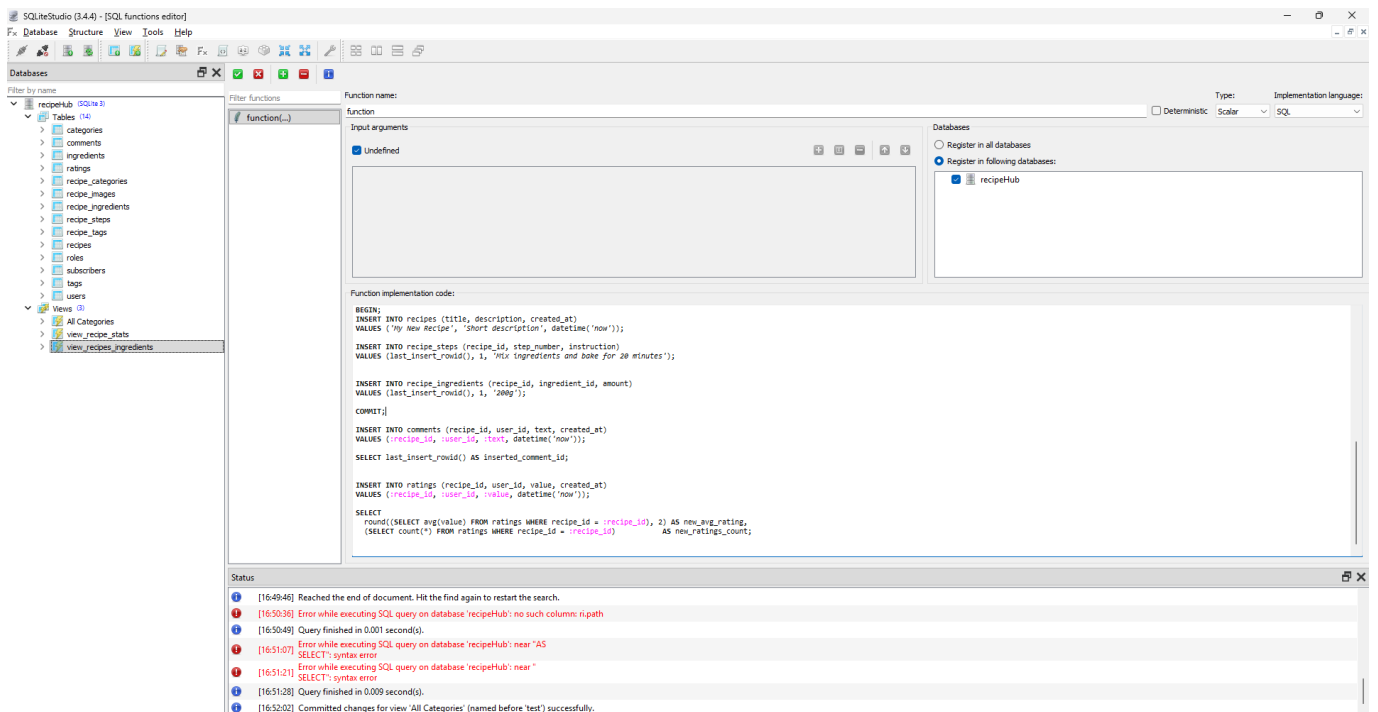 SQLiteStudio (3.4.4) - [SQL functions editor]
Database Structure View Tools Help
Databases
Filter by name
recipeHub (SQLite 3)
Tables (14)
categories
comments
ingredients
ratings
recipe_categories
recipe_images
recipe_ingredients
recipe_steps
recipe_tags
recipes
roles
subscribers
tags
users
Views (3)
All Categories
view_recipe_stats
view_recipes_ingredients
Filter functions
function(...)
Function name:
function
Deterministic
Type:
Scalar
Implementation language:
SQL
Input arguments
Undefined
Databases
Register in all databases
Register in following databases:
recipeHub
Function implementation code:
BEGIN;
INSERT INTO recipes (title, description, created_at)
VALUES ('My New Recipe', 'Short description', datetime('now'));
INSERT INTO recipe_steps (recipe_id, step_number, instruction)
VALUES (last_insert_rowid(), 1, 'Mix ingredients and bake for 20 minutes');
INSERT INTO recipe_ingredients (recipe_id, ingredient_id, amount)
VALUES (last_insert_rowid(), 1, '200g');
COMMIT;
INSERT INTO comments (recipe_id, user_id, text, created_at)
VALUES (:recipe_id, :user_id, :text, datetime('now'));
SELECT last_insert_rowid() AS inserted_comment_id;
INSERT INTO ratings (recipe_id, user_id, value, created_at)
VALUES (:recipe_id, :user_id, :value, datetime('now'));
SELECT
round((SELECT avg(value) FROM ratings WHERE recipe_id = :recipe_id), 2) AS new_avg_rating,
(SELECT count(*) FROM ratings WHERE recipe_id = :recipe_id) AS new_ratings_count;
Status
[16:49:46] Reached the end of document. Hit the find again to restart the search.
[16:50:36] Error while executing SQL query on database 'recipeHub': no such column: ri.path
[16:50:49] Query finished in 0.001 second(s).
[16:51:07] Error while executing SQL query on database 'recipeHub': near "AS
SELECT": syntax error
[16:51:21] Error while executing SQL query on database 'recipeHub': near "
SELECT": syntax error
[16:51:28] Query finished in 0.009 second(s).
[16:52:02] Committed changes for view 'All Categories' (named before 'test') successfully.